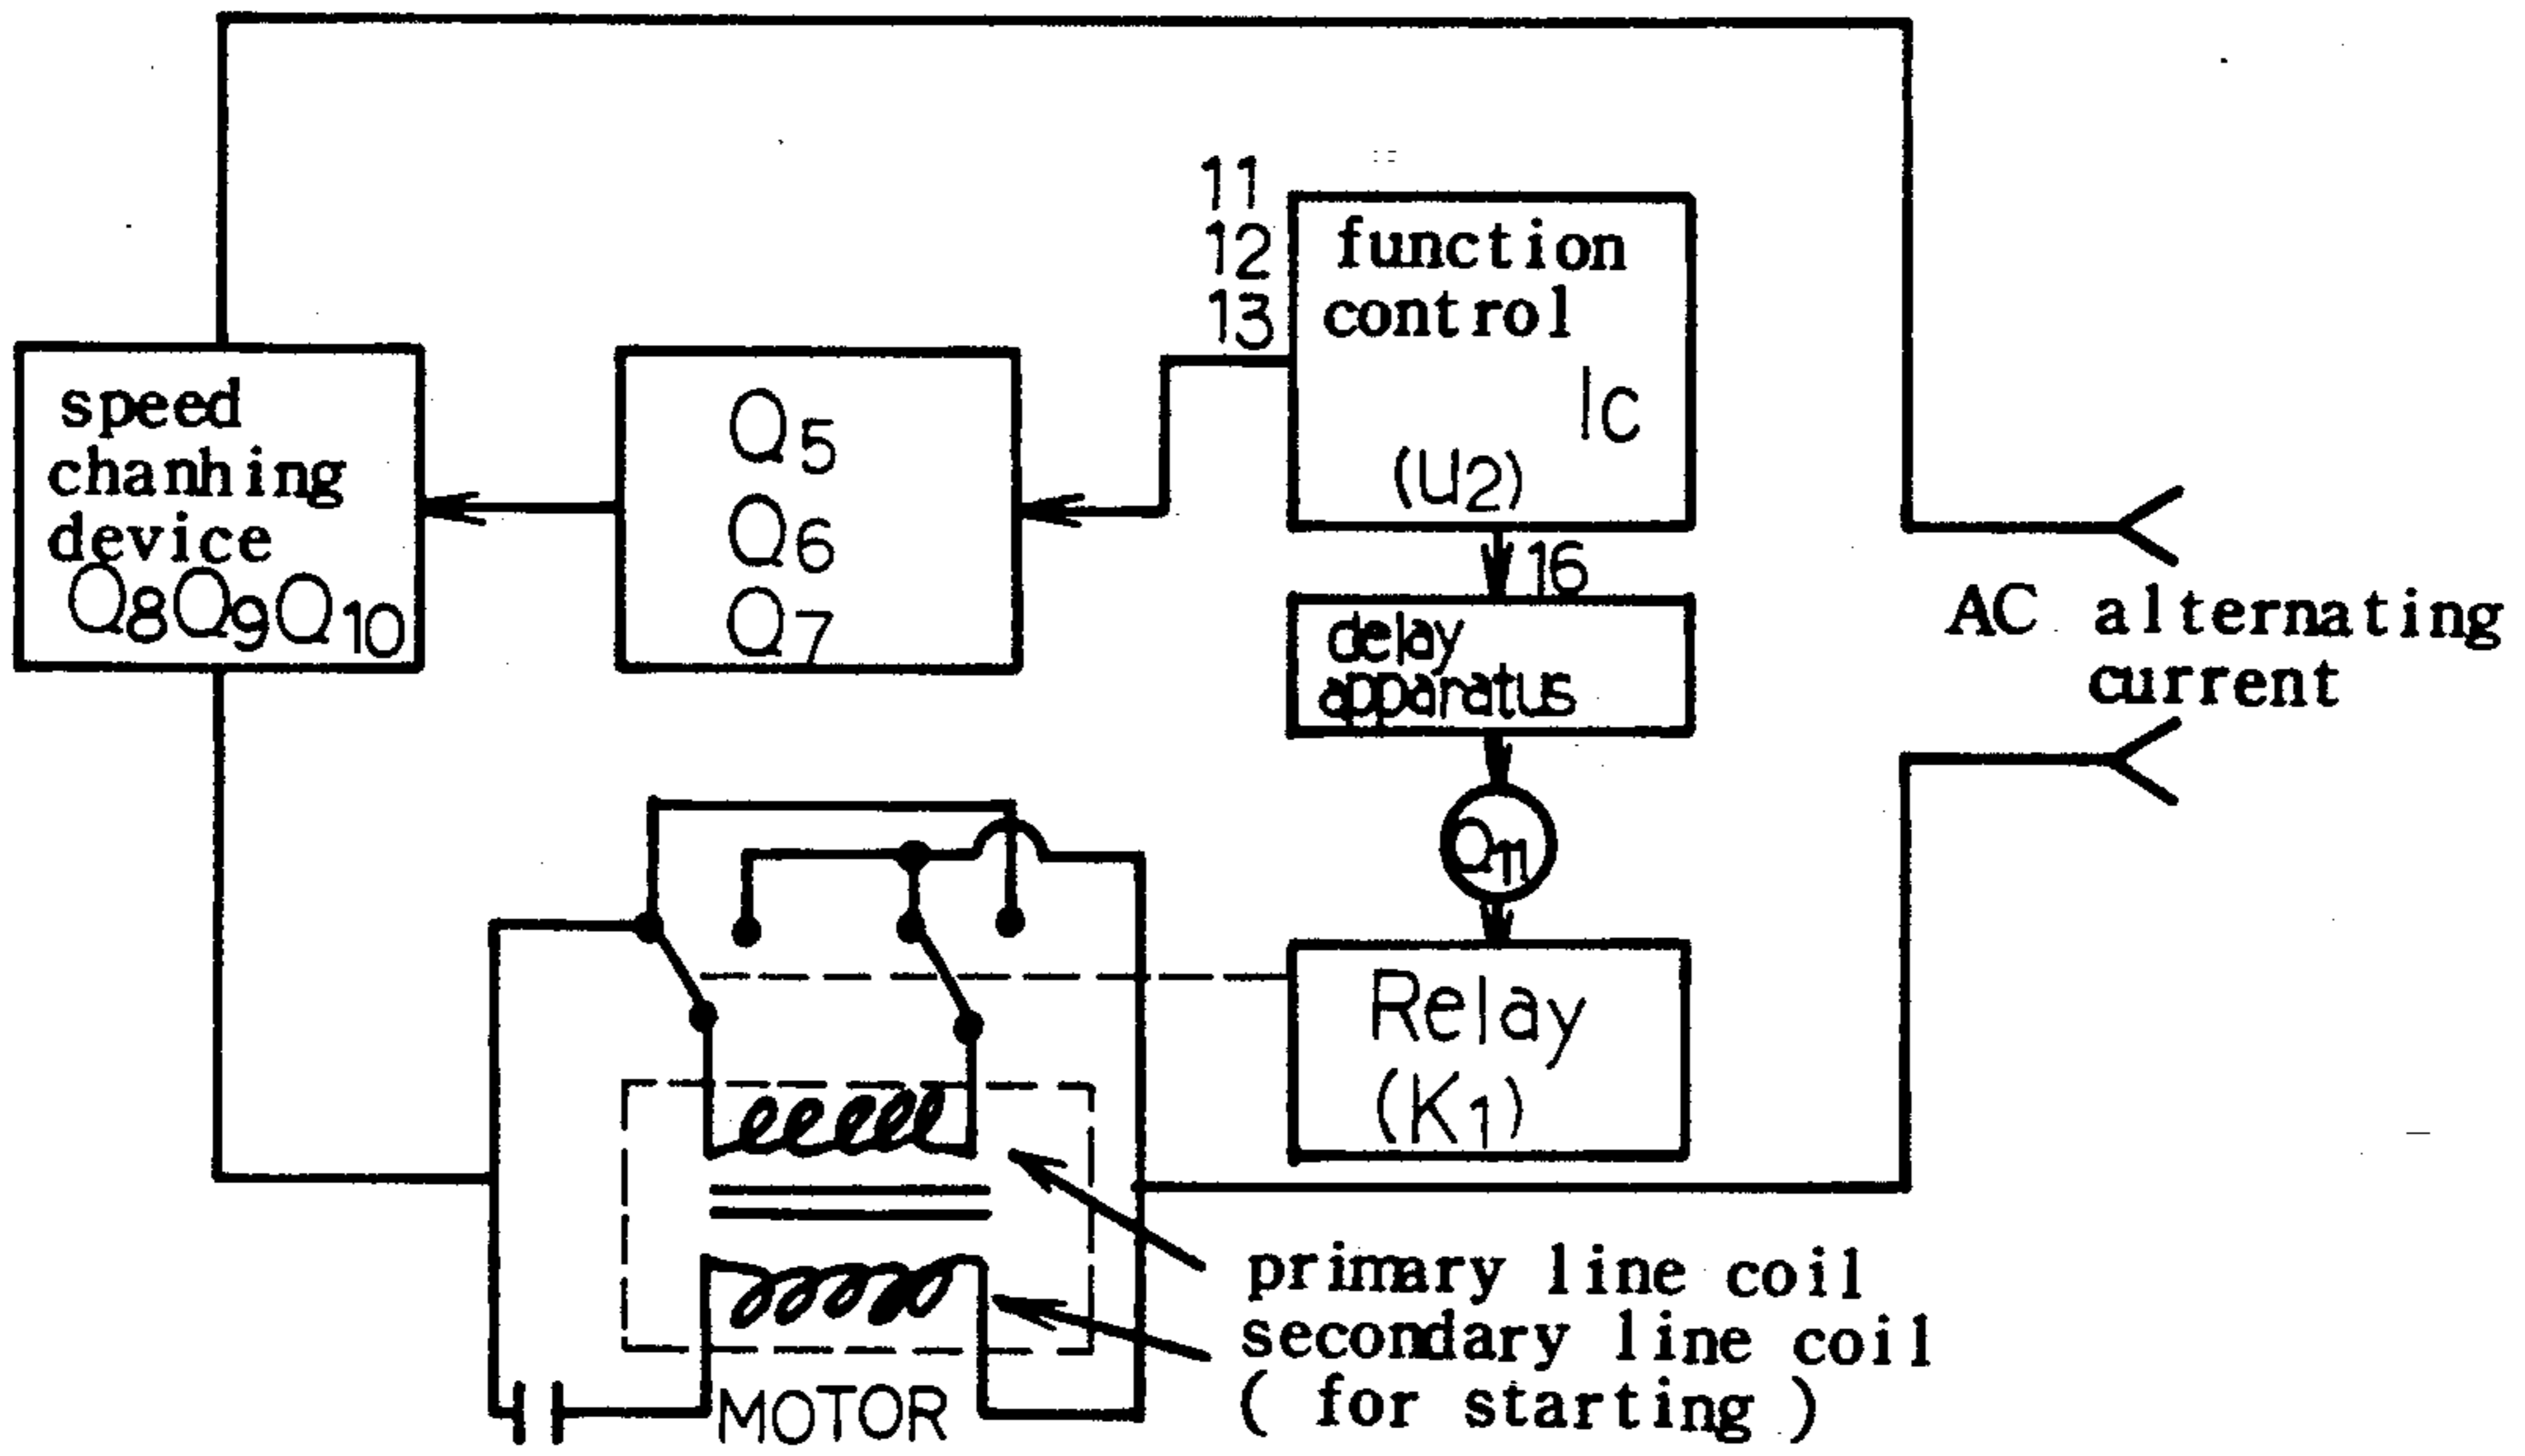 11
12
13
function
control
IC
(U2)
speed
chanhing
device
Q8Q9Q10
Q5
Q6
Q7
16
delay
apparatus
AC alternating
current
Q11
Relay
(K1)
primary line coil
secondary line coil
( for starting )
MOTOR